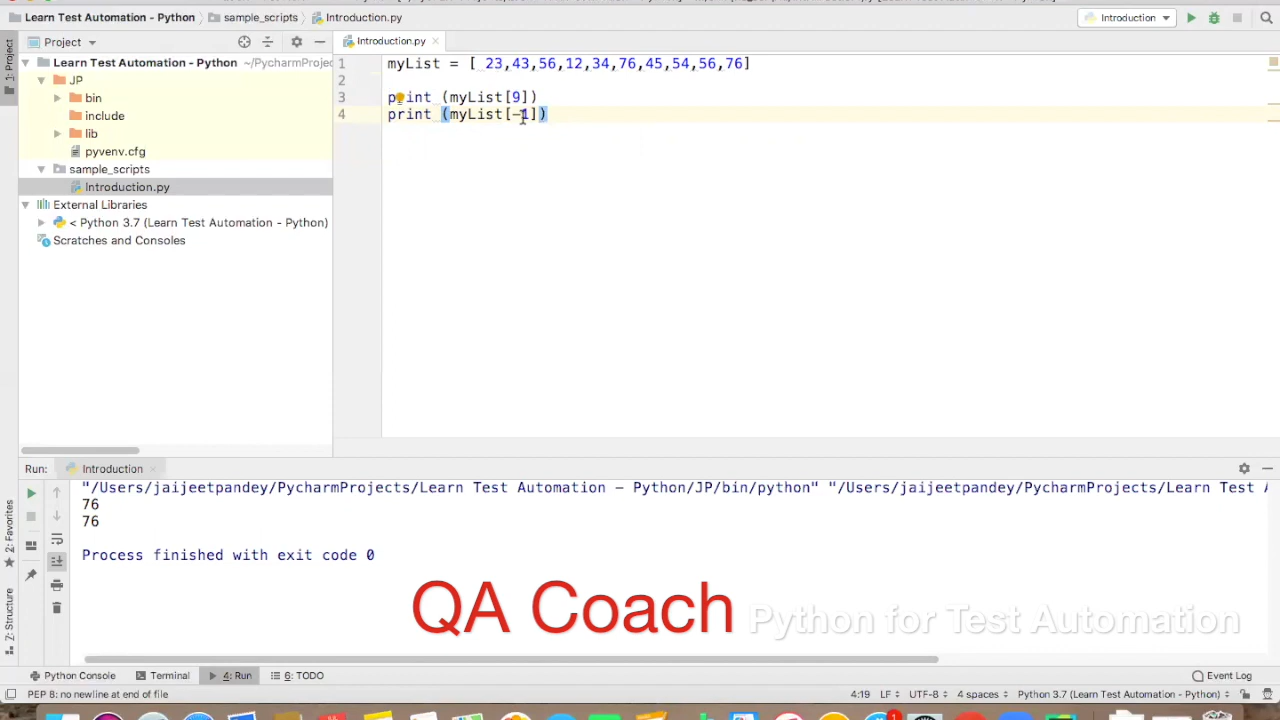 Learn Test Automation - Python
sample_scripts
Introduction.py
Introduction
1: Project
Project
Introduction.py
Learn Test Automation - Python ~/PycharmProjec
JP
bin
include
lib
pyvenv.cfg
sample_scripts
Introduction.py
External Libraries
< Python 3.7 (Learn Test Automation - Python)
Scratches and Consoles
1 myList = [ 23,43,56,12,34,76,45,54,56,76]
2
3 print (myList[9])
4 print (myList[-1])
Run: Introduction
"/Users/jaijeetpandey/PycharmProjects/Learn Test Automation - Python/JP/bin/python" "/Users/jaijeetpandey/PycharmProjects/Learn Test A
76
76
Process finished with exit code 0
2: Favorites
Z: Structure
QA Coach
Python for Test Automation
Python Console
Terminal
4: Run
6: TODO
Event Log
PEP 8: no newline at end of file
4:19 LF UTF-8 4 spaces Python 3.7 (Learn Test Automation - Python)
1